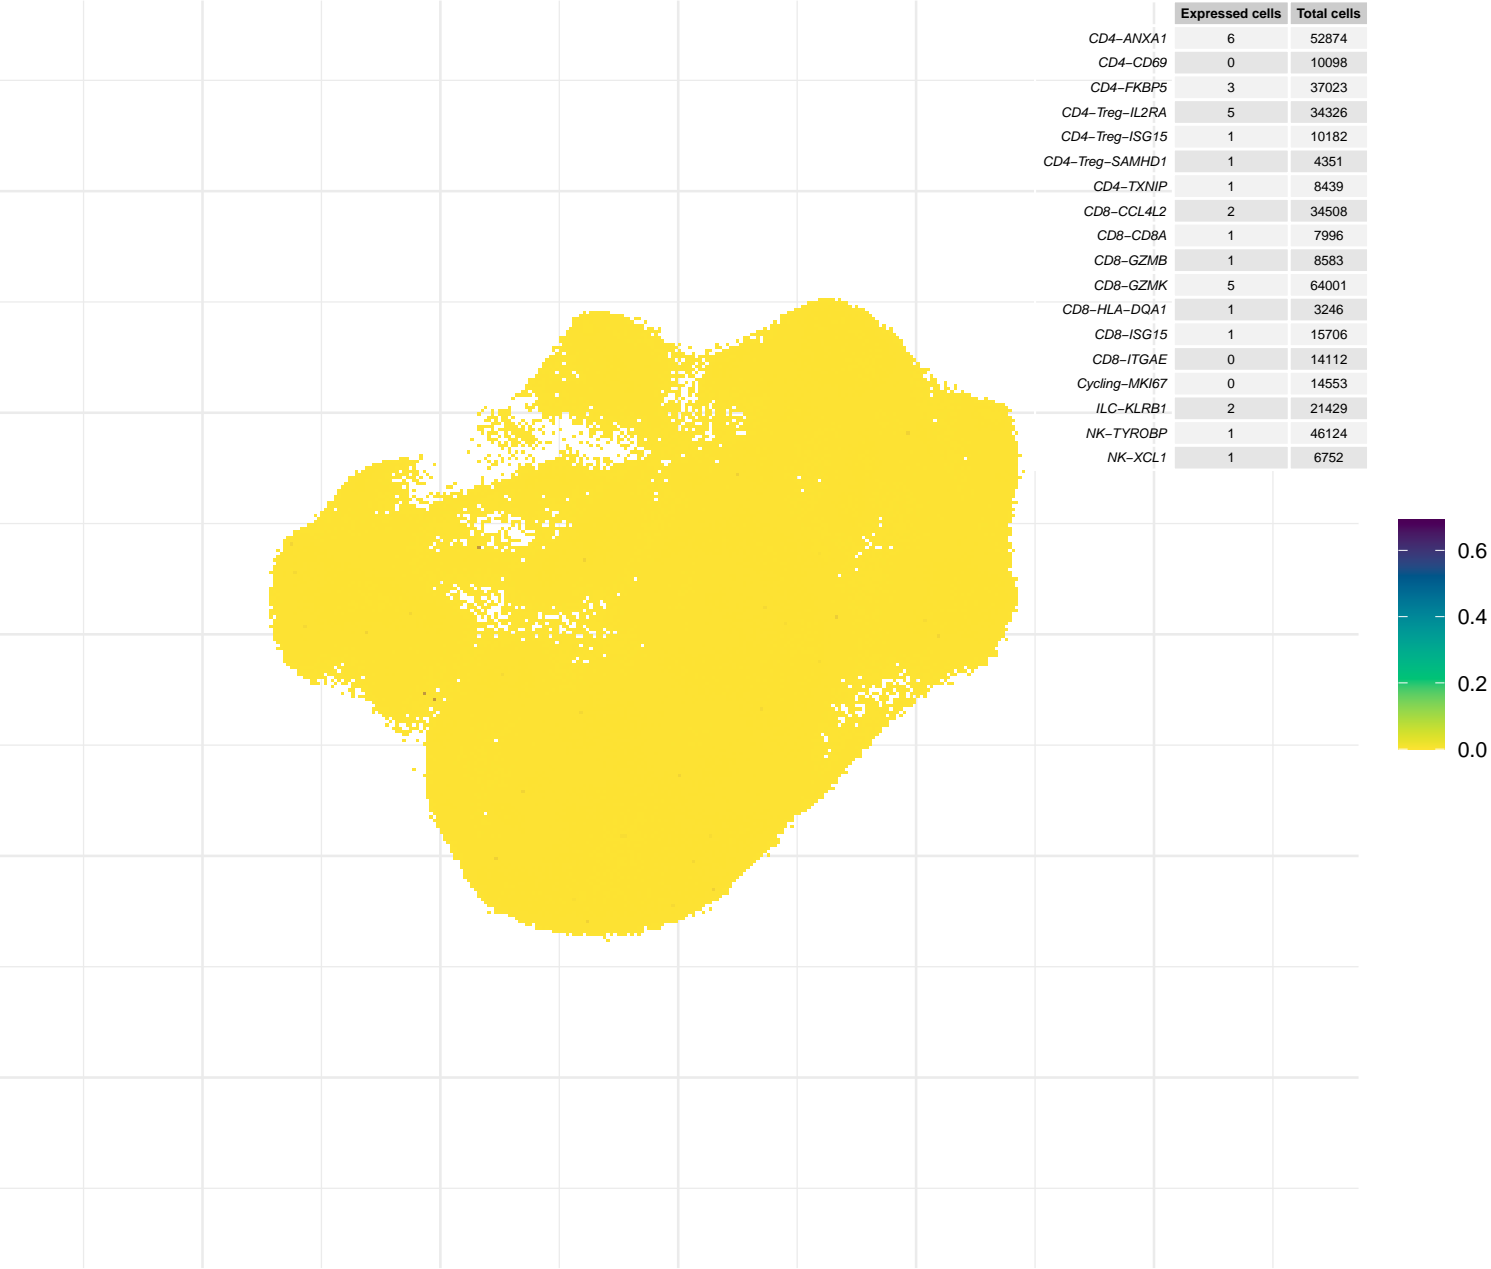 Expressed cells Total cells
CD4−ANXA1 6 52874
CD4−CD69 0 10098
CD4−FKBP5 3 37023
CD4−Treg−IL2RA 5 34326
CD4−Treg−ISG15 1 10182
CD4−Treg−SAMHD1 1 4351
CD4−TXNIP 1 8439
CD8−CCL4L2 2 34508
CD8−CD8A 1 7996
CD8−GZMB 1 8583
CD8−GZMK 5 64001
CD8−HLA−DQA1 1 3246
CD8−ISG15 1 15706
CD8−ITGAE 0 14112
Cycling−MKI67 0 14553
ILC−KLRB1 2 21429
NK−TYROBP 1 46124
NK−XCL1 1 6752
0.6
0.4
0.2
0.0